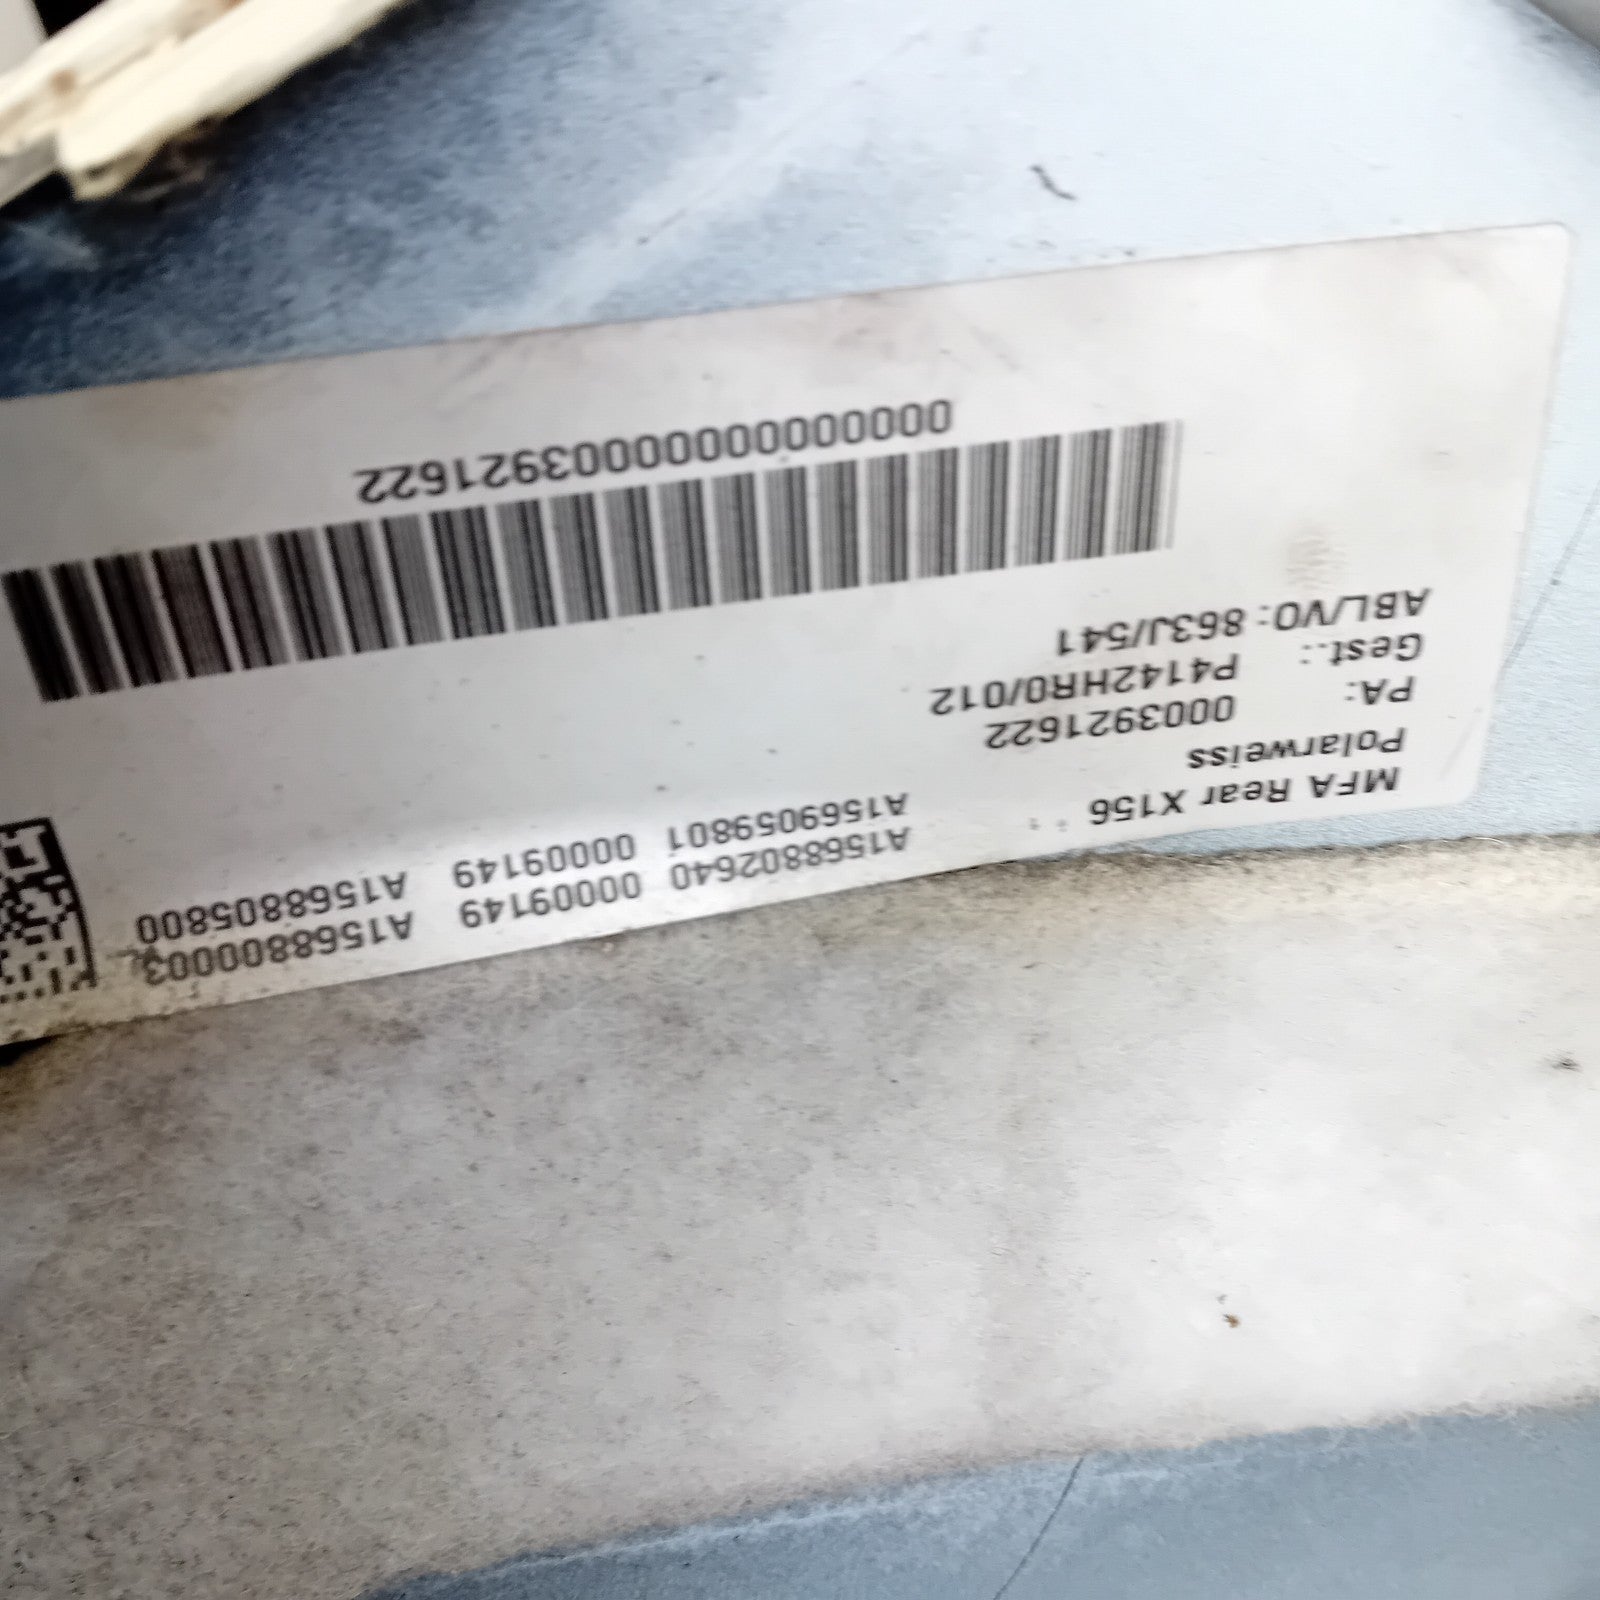 MFA Rear X156
Polarweiss
PA: 0003921622
Gest.: P4142HR0/012
ABL/VO: 863J/541
A1568802640 00009149 A1568800003
A1569059801 00009149 A1568805800
000000000000003921622